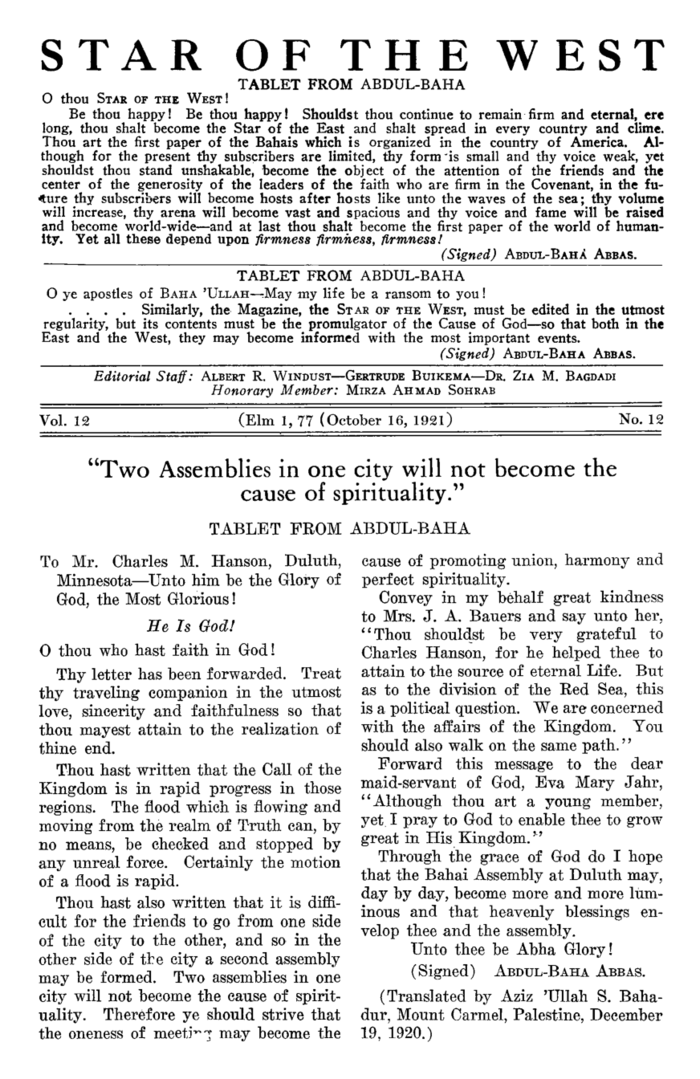 STAR OF THE WEST
TABLET FROM ABDUL-BAHA
O thou STAR OF THE WEST!
Be thou happy! Be thou happy! Shouldst thou continue to remain firm and eternal, ere
long, thou shalt become the Star of the East and shalt spread in every country and clime.
Thou art the first paper of the Bahais which is organized in the country of America. Al-
though for the present thy subscribers are limited, thy form is small and thy voice weak, yet
shouldst thou stand unshakable, become the object of the attention of the friends and the
center of the generosity of the leaders of the faith who are firm in the Covenant, in the fu-
ture thy subscribers will become hosts after hosts like unto the waves of the sea; thy volume
will increase, thy arena will become vast and spacious and thy voice and fame will be raised
and become world-wide—and at last thou shalt become the first paper of the world of human-
ity. Yet all these depend upon firmness firmness, firmness!
(Signed) ABDUL-BAHÁ ABBAS.
TABLET FROM ABDUL-BAHA
O ye apostles of BAHA 'ULLAH—May my life be a ransom to you!
. . . . Similarly, the Magazine, the STAR OF THE WEST, must be edited in the utmost
regularity, but its contents must be the promulgator of the Cause of God—so that both in the
East and the West, they may become informed with the most important events.
(Signed) ABDUL-BAHA ABBAS.
Editorial Staff: ALBERT R. WINDUST—GERTRUDE BUIKEMA—DR. ZIA M. BAGDADI
Honorary Member: MIRZA AHMAD SOHRAB
Vol. 12 (Elm 1, 77 (October 16, 1921) No. 12
"Two Assemblies in one city will not become the
cause of spirituality."
TABLET FROM ABDUL-BAHA
To Mr. Charles M. Hanson, Duluth,
Minnesota—Unto him be the Glory of
God, the Most Glorious!
He Is God!
O thou who hast faith in God!
Thy letter has been forwarded. Treat
thy traveling companion in the utmost
love, sincerity and faithfulness so that
thou mayest attain to the realization of
thine end.
Thou hast written that the Call of the
Kingdom is in rapid progress in those
regions. The flood which is flowing and
moving from the realm of Truth can, by
no means, be checked and stopped by
any unreal force. Certainly the motion
of a flood is rapid.
Thou hast also written that it is diffi-
cult for the friends to go from one side
of the city to the other, and so in the
other side of the city a second assembly
may be formed. Two assemblies in one
city will not become the cause of spirit-
uality. Therefore ye should strive that
the oneness of meeting may become the
cause of promoting union, harmony and
perfect spirituality.
Convey in my behalf great kindness
to Mrs. J. A. Bauers and say unto her,
"Thou shouldst be very grateful to
Charles Hanson, for he helped thee to
attain to the source of eternal Life. But
as to the division of the Red Sea, this
is a political question. We are concerned
with the affairs of the Kingdom. You
should also walk on the same path."
Forward this message to the dear
maid-servant of God, Eva Mary Jahr,
"Although thou art a young member,
yet I pray to God to enable thee to grow
great in His Kingdom."
Through the grace of God do I hope
that the Bahai Assembly at Duluth may,
day by day, become more and more lum-
inous and that heavenly blessings en-
velop thee and the assembly.
Unto thee be Abha Glory!
(Signed) ABDUL-BAHA ABBAS.
(Translated by Aziz 'Ullah S. Baha-
dur, Mount Carmel, Palestine, December
19, 1920.)